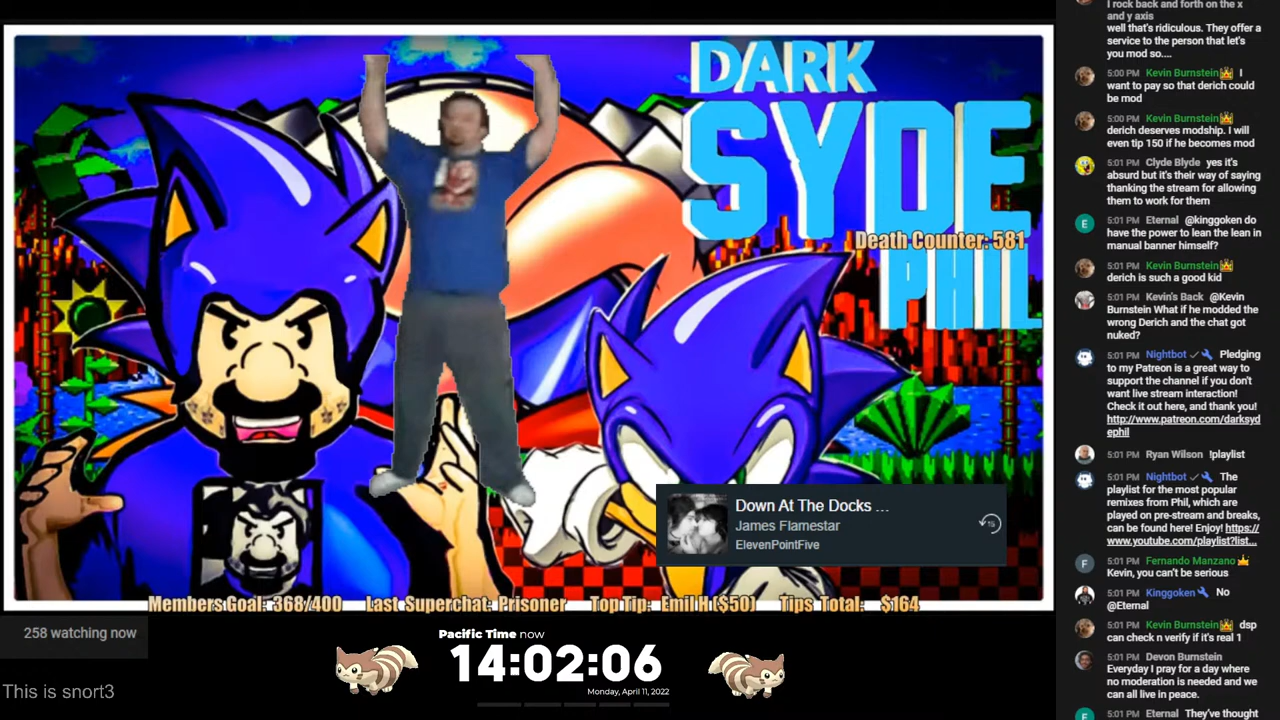 DARK
SYDE
Death Counter: 581
PHIL
Down At The Docks ...
James Flamestar
ElevenPointFive
15
Members Goal: 368/400 Last Superchat: Prisoner Top Tip: Emil H ($50) Tips Total: $164
258 watching now
Pacific Time now
14:02:06
Monday, April 11, 2022
This is snort3
I rock back and forth on the x
and y axis
well that's ridiculous. They offer a
service to the person that let's
you mod so....
5:00 PM Kevin Burnstein I
want to pay so that derich could
be mod
5:00 PM Kevin Burnstein
derich deserves modship. I will
even tip 150 if he becomes mod
5:01 PM Clyde Blyde yes it's
absurd but it's their way of saying
thanking the stream for allowing
them to work for them
5:01 PM Eternal @kinggoken do
have the power to lean the lean in
manual banner himself?
5:01 PM Kevin Burnstein
derich is such a good kid
5:01 PM Kevin's Back @Kevin
Burnstein What if he modded the
wrong Derich and the chat got
nuked?
5:01 PM Nightbot Pledging
to my Patreon is a great way to
support the channel if you don't
want live stream interaction!
Check it out here, and thank you!
http://www.patreon.com/darksyd
ephil
5:01 PM Ryan Wilson !playlist
5:01 PM Nightbot The
playlist for the most popular
remixes from Phil, which are
played on pre-stream and breaks,
can be found here! Enjoy! https://
www.youtube.com/playlist?list...
5:01 PM Fernando Manzano
Kevin, you can't be serious
5:01 PM Kinggoken No
@Eternal
5:01 PM Kevin Burnstein dsp
can check n verify if it's real 1
5:01 PM Devon Burnstein
Everyday I pray for a day where
no moderation is needed and we
can all live in peace.
5:01 PM Eternal They've thought